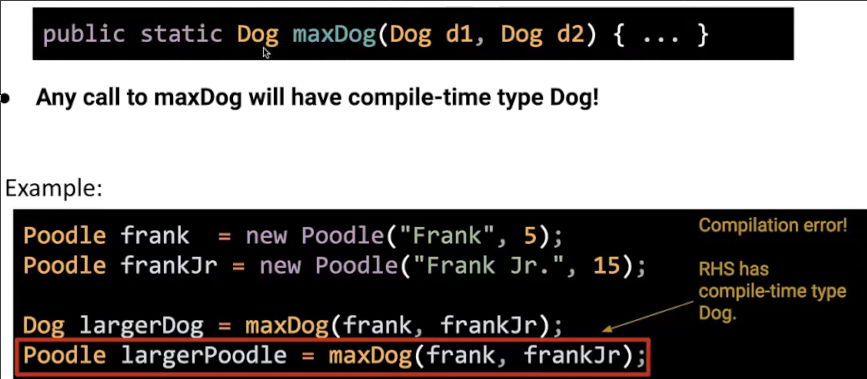 public static Dog maxDog(Dog d1, Dog d2) { ... }
● Any call to maxDog will have compile-time type Dog!
Example:
Poodle frank  = new Poodle("Frank", 5);
Poodle frankJr = new Poodle("Frank Jr.", 15);
Dog largerDog = maxDog(frank, frankJr);
Poodle largerPoodle = maxDog(frank, frankJr);
Compilation error!
RHS has
compile-time type
Dog.